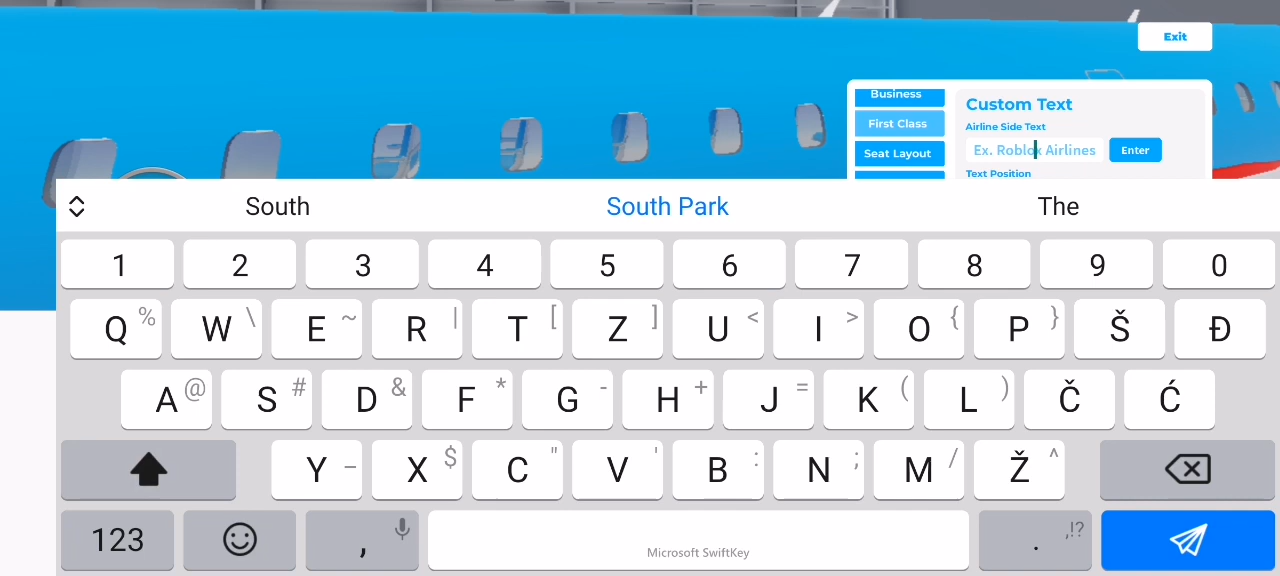 Exit
Business
First Class
Seat Layout
Custom Text
Airline Side Text
Ex. Roblox Airlines Enter
Text Position
South South Park The
1 2 3 4 5 6 7 8 9 0
Q % W \ E ~ R | T [ Z ] U < I > O { P } Š Đ
A @ S # D & F * G - H + J = K ( L ) Č Ć
Y – X $ C " V ' B : N ; M / Ž ^
123 , Microsoft SwiftKey . ,!?